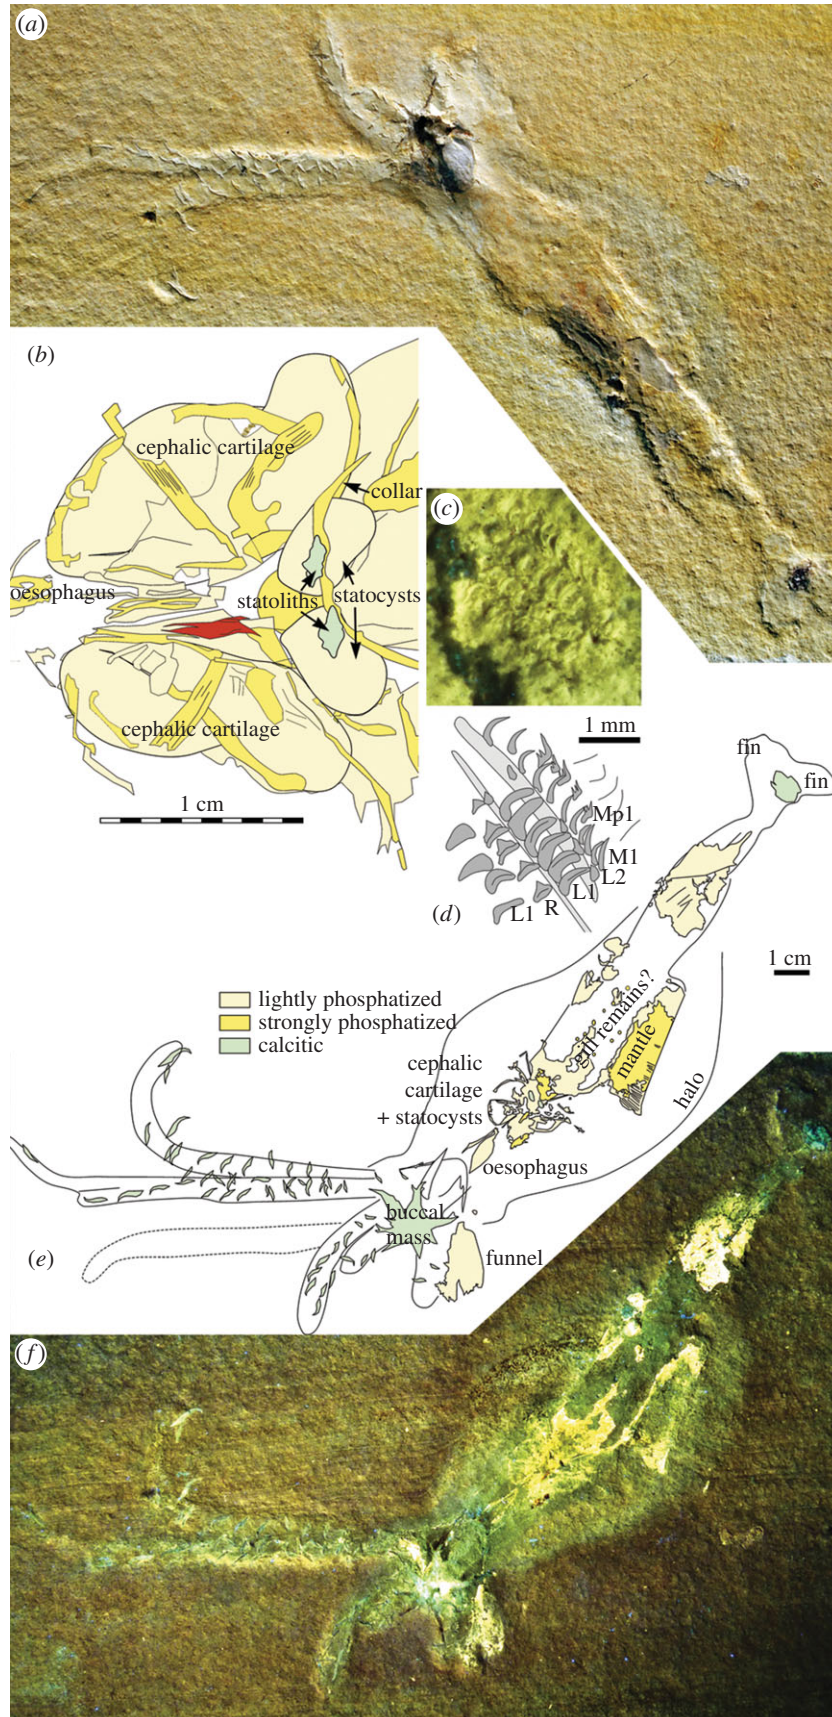 (a)
(b)
cephalic cartilage
collar
oesophagus
statoliths
statocysts
cephalic cartilage
1 cm
(c)
1 mm
(d)
Mp1
M1
L2
L1
R
L1
fin
fin
1 cm
lightly phosphatized
strongly phosphatized
calcitic
gill remains?
mantle
halo
cephalic
cartilage
+ statocysts
oesophagus
buccal
mass
funnel
(e)
(f)